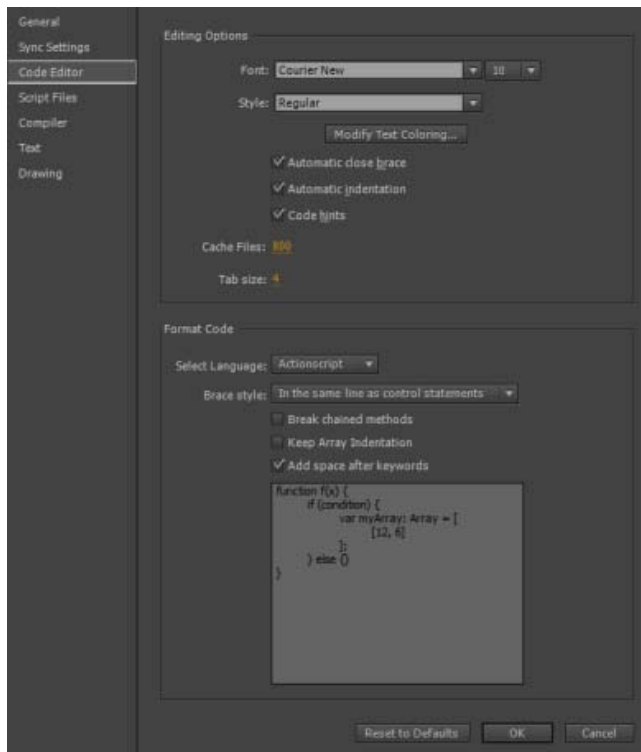 General
Sync Settings
Code Editor
Script Files
Compiler
Text
Drawing
Editing Options
Font: Courier New 10
Style: Regular
Modify Text Coloring...
Automatic close brace
Automatic indentation
Code hints
Cache Files: 800
Tab size: 4
Format Code
Select Language: Actionscript
Brace style: In the same line as control statements
Break chained methods
Keep Array Indentation
Add space after keywords
function f(x) {
if (condition) {
var myArray: Array = [
[12, 6]
];
} else {}
}
Reset to Defaults OK Cancel